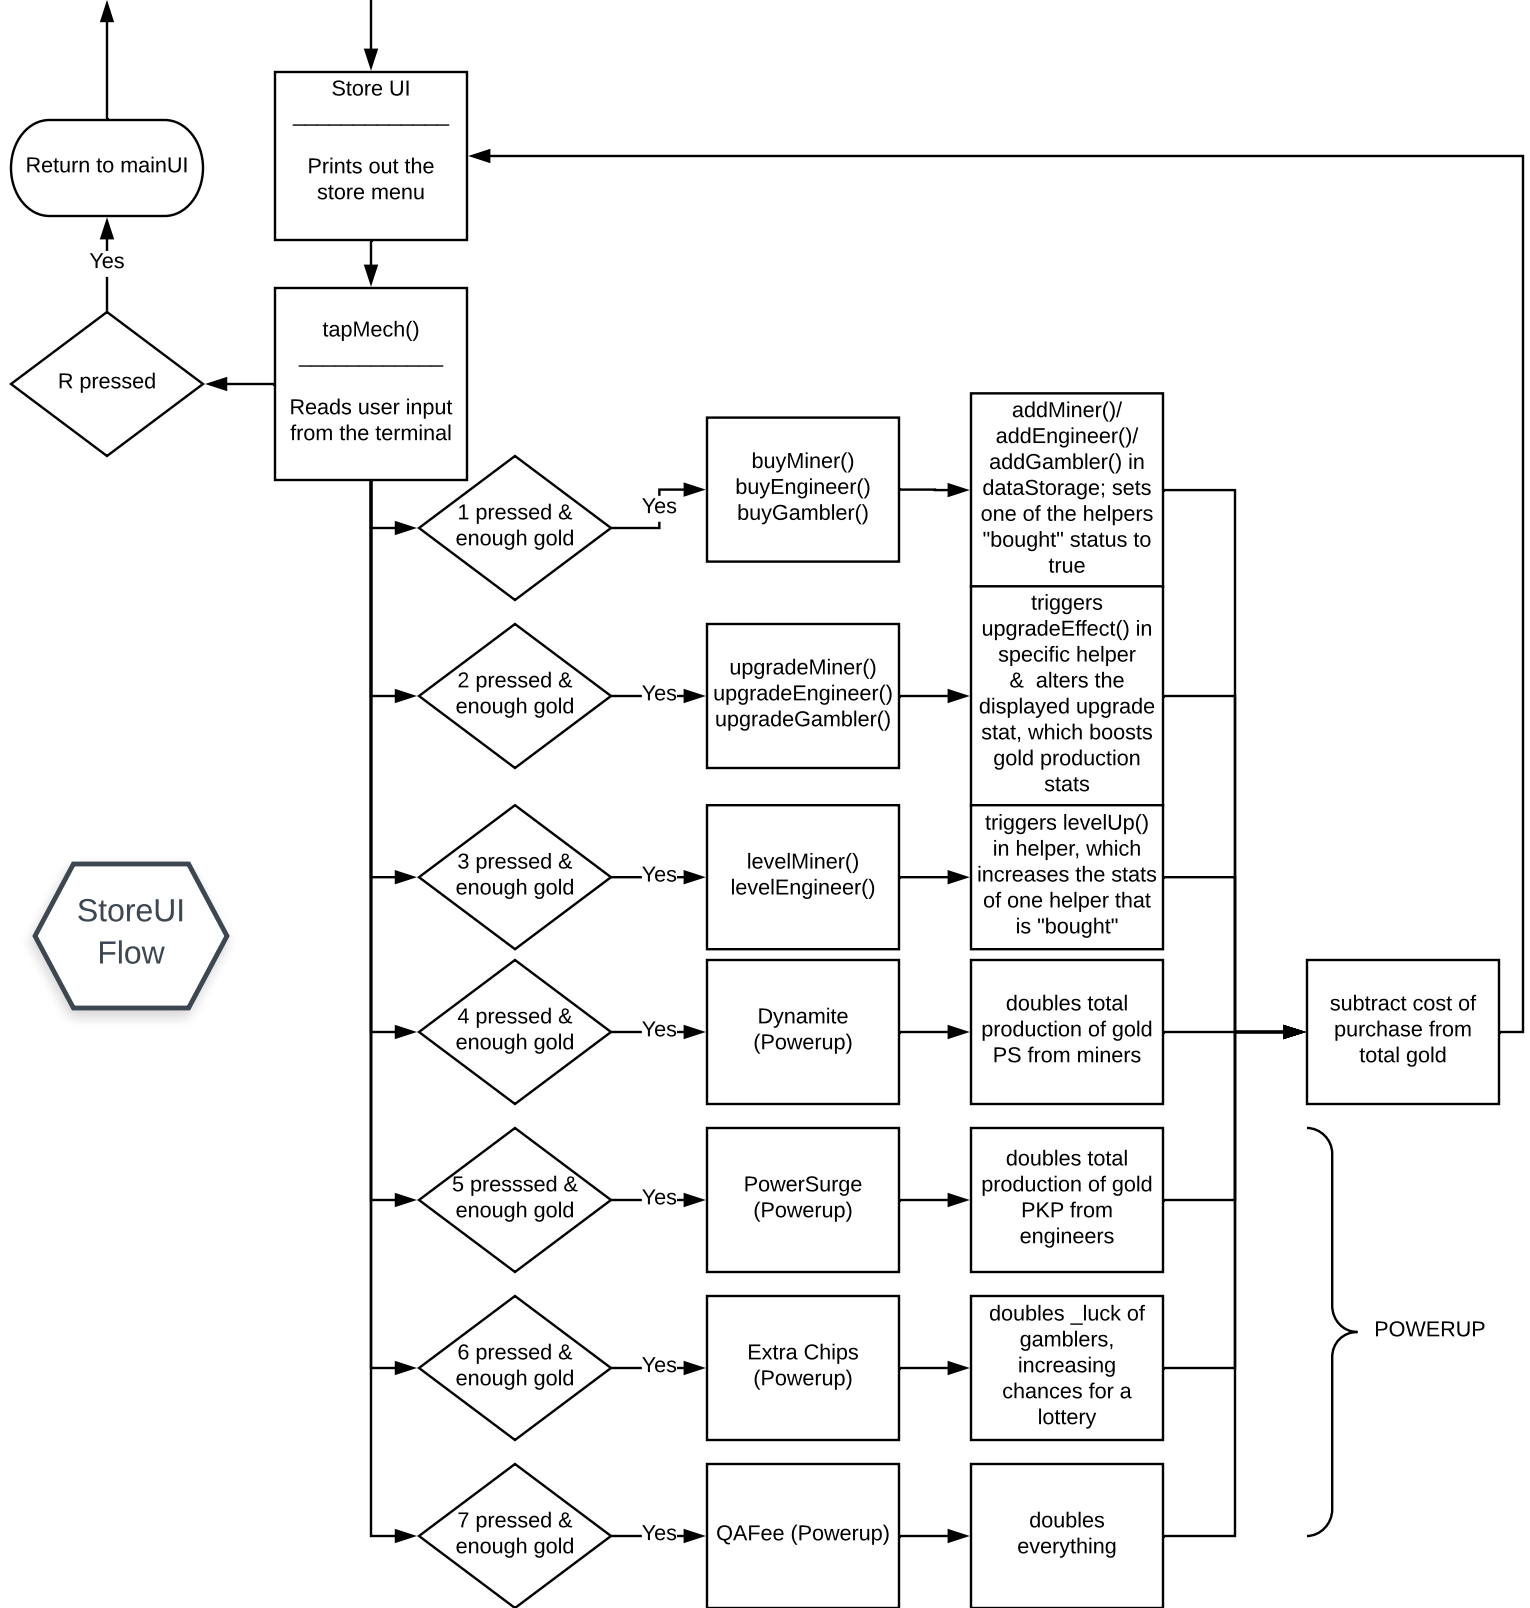 Store UI
Prints out the
store menu
Return to mainUI
Yes
R pressed
tapMech()
Reads user input
from the terminal
1 pressed &
enough gold
Yes
buyMiner()
buyEngineer()
buyGambler()
addMiner()/
addEngineer()/
addGambler() in
dataStorage; sets
one of the helpers
"bought" status to
true
2 pressed &
enough gold
Yes
upgradeMiner()
upgradeEngineer()
upgradeGambler()
triggers
upgradeEffect() in
specific helper
& alters the
displayed upgrade
stat, which boosts
gold production
stats
3 pressed &
enough gold
Yes
levelMiner()
levelEngineer()
triggers levelUp()
in helper, which
increases the stats
of one helper that
is "bought"
StoreUI
Flow
4 pressed &
enough gold
Yes
Dynamite
(Powerup)
doubles total
production of gold
PS from miners
subtract cost of
purchase from
total gold
5 presssed &
enough gold
Yes
PowerSurge
(Powerup)
doubles total
production of gold
PKP from
engineers
6 pressed &
enough gold
Yes
Extra Chips
(Powerup)
doubles _luck of
gamblers,
increasing
chances for a
lottery
POWERUP
7 pressed &
enough gold
Yes
QAFee (Powerup)
doubles
everything